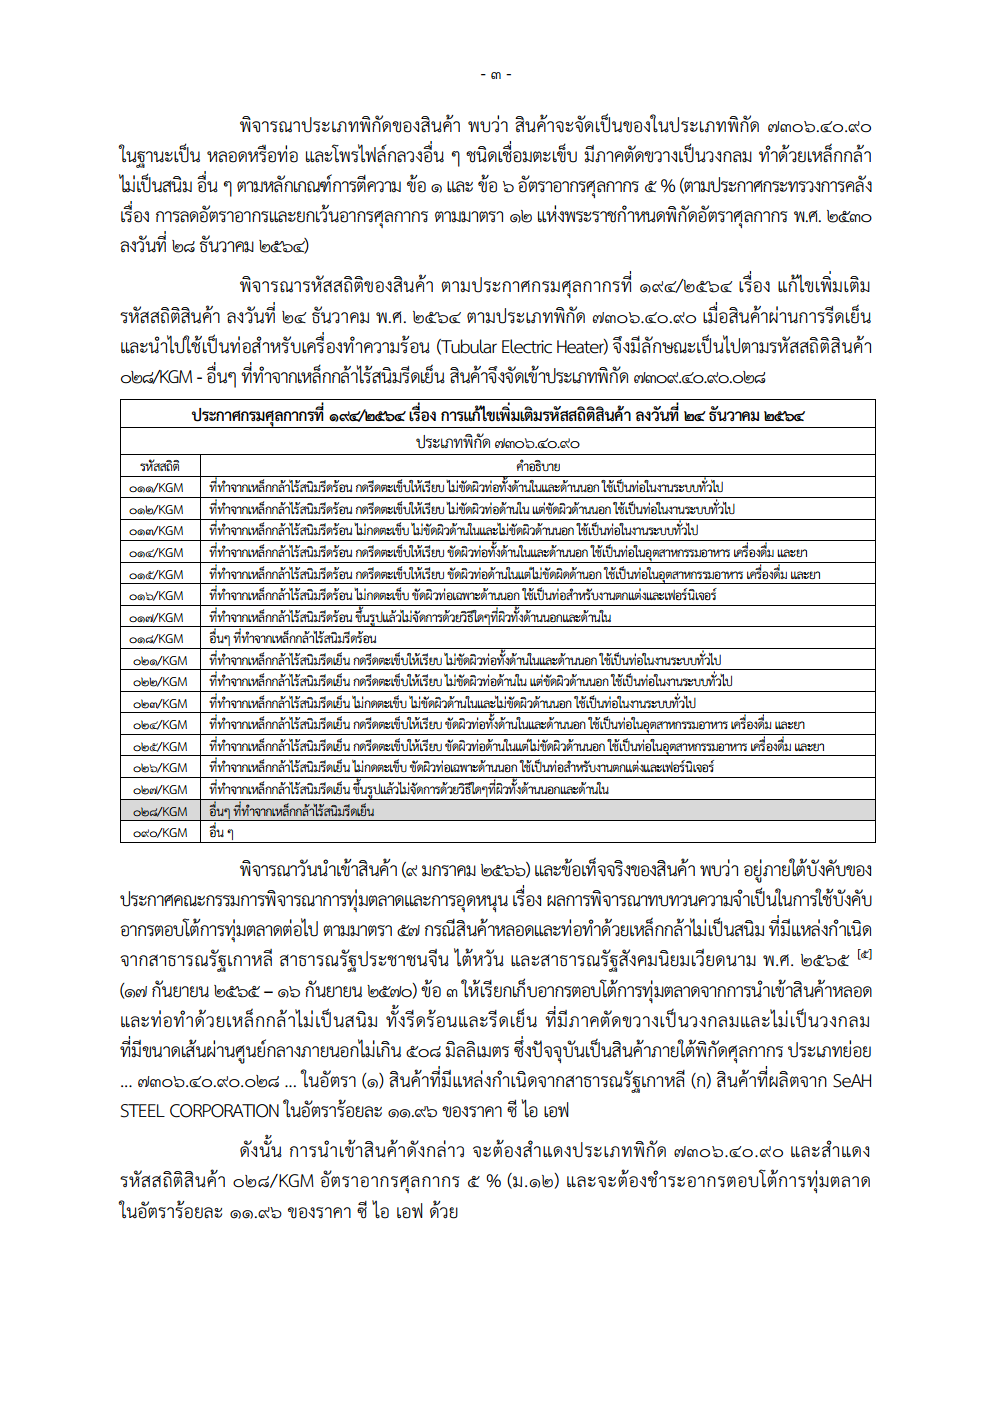 - ๓ -
พิจารณาประเภทพิกัดของสินค้า พบว่า สินค้าจะจัดเป็นของในประเภทพิกัด ๗๓๐๖.๔๐.๙๐
ในฐานะเป็น หลอดหรือท่อ และโพรไฟล์กลวงอื่น ๆ ชนิดเชื่อมตะเข็บ มีภาคตัดขวางเป็นวงกลม ทำด้วยเหล็กกล้า
ไม่เป็นสนิม อื่น ๆ ตามหลักเกณฑ์การตีความ ข้อ ๑ และ ข้อ ๖ อัตราอากรศุลกากร ๕ % (ตามประกาศกระทรวงการคลัง
เรื่อง การลดอัตราอากรและยกเว้นอากรศุลกากร ตามมาตรา ๑๒ แห่งพระราชกำหนดพิกัดอัตราศุลกากร พ.ศ. ๒๕๓๐
ลงวันที่ ๒๘ ธันวาคม ๒๕๖๔)
พิจารณารหัสสถิติของสินค้า ตามประกาศกรมศุลกากรที่ ๑๙๔/๒๕๖๔ เรื่อง แก้ไขเพิ่มเติม
รหัสสถิติสินค้า ลงวันที่ ๒๔ ธันวาคม พ.ศ. ๒๕๖๔ ตามประเภทพิกัด ๗๓๐๖.๔๐.๙๐ เมื่อสินค้าผ่านการรีดเย็น
และนำไปใช้เป็นท่อสำหรับเครื่องทำความร้อน (Tubular Electric Heater) จึงมีลักษณะเป็นไปตามรหัสสถิติสินค้า
๐๒๘/KGM - อื่นๆ ที่ทำจากเหล็กกล้าไร้สนิมรีดเย็น สินค้าจึงจัดเข้าประเภทพิกัด ๗๓๐๙.๔๐.๙๐.๐๒๘
ประกาศกรมศุลกากรที่ ๑๙๔/๒๕๖๔ เรื่อง การแก้ไขเพิ่มเติมรหัสสถิติสินค้า ลงวันที่ ๒๔ ธันวาคม ๒๕๖๔
ประเภทพิกัด ๗๓๐๖.๔๐.๙๐
รหัสสถิติ คำอธิบาย
๐๑๑/KGM ที่ทำจากเหล็กกล้าไร้สนิมรีดร้อน กดรีดตะเข็บให้เรียบ ไม่ขัดผิวท่อทั้งด้านในและด้านนอก ใช้เป็นท่อในงานระบบทั่วไป
๐๑๒/KGM ที่ทำจากเหล็กกล้าไร้สนิมรีดร้อน กดรีดตะเข็บให้เรียบ ไม่ขัดผิวท่อด้านใน แต่ขัดผิวด้านนอก ใช้เป็นท่อในงานระบบทั่วไป
๐๑๓/KGM ที่ทำจากเหล็กกล้าไร้สนิมรีดร้อน ไม่กดตะเข็บ ไม่ขัดผิวด้านในและไม่ขัดผิวด้านนอก ใช้เป็นท่อในงานระบบทั่วไป
๐๑๔/KGM ที่ทำจากเหล็กกล้าไร้สนิมรีดร้อน กดรีดตะเข็บให้เรียบ ขัดผิวท่อทั้งด้านในและด้านนอก ใช้เป็นท่อในอุตสาหกรรมอาหาร เครื่องดื่ม และยา
๐๑๕/KGM ที่ทำจากเหล็กกล้าไร้สนิมรีดร้อน กดรีดตะเข็บให้เรียบ ขัดผิวท่อด้านในแต่ไม่ขัดผิดด้านนอก ใช้เป็นท่อในอุตสาหกรรมอาหาร เครื่องดื่ม และยา
๐๑๖/KGM ที่ทำจากเหล็กกล้าไร้สนิมรีดร้อน ไม่กดตะเข็บ ขัดผิวท่อเฉพาะด้านนอก ใช้เป็นท่อสำหรับงานตกแต่งและเฟอร์นิเจอร์
๐๑๗/KGM ที่ทำจากเหล็กกล้าไร้สนิมรีดร้อน ขึ้นรูปแล้วไม่จัดการด้วยวิธีใดๆที่ผิวทั้งด้านนอกและด้านใน
๐๑๘/KGM อื่นๆ ที่ทำจากเหล็กกล้าไร้สนิมรีดร้อน
๐๒๑/KGM ที่ทำจากเหล็กกล้าไร้สนิมรีดเย็น กดรีดตะเข็บให้เรียบ ไม่ขัดผิวท่อทั้งด้านในและด้านนอก ใช้เป็นท่อในงานระบบทั่วไป
๐๒๒/KGM ที่ทำจากเหล็กกล้าไร้สนิมรีดเย็น กดรีดตะเข็บให้เรียบ ไม่ขัดผิวท่อด้านใน แต่ขัดผิวด้านนอก ใช้เป็นท่อในงานระบบทั่วไป
๐๒๓/KGM ที่ทำจากเหล็กกล้าไร้สนิมรีดเย็น ไม่กดตะเข็บ ไม่ขัดผิวด้านในและไม่ขัดผิวด้านนอก ใช้เป็นท่อในงานระบบทั่วไป
๐๒๔/KGM ที่ทำจากเหล็กกล้าไร้สนิมรีดเย็น กดรีดตะเข็บให้เรียบ ขัดผิวท่อทั้งด้านในและด้านนอก ใช้เป็นท่อในอุตสาหกรรมอาหาร เครื่องดื่ม และยา
๐๒๕/KGM ที่ทำจากเหล็กกล้าไร้สนิมรีดเย็น กดรีดตะเข็บให้เรียบ ขัดผิวท่อด้านในแต่ไม่ขัดผิวด้านนอก ใช้เป็นท่อในอุตสาหกรรมอาหาร เครื่องดื่ม และยา
๐๒๖/KGM ที่ทำจากเหล็กกล้าไร้สนิมรีดเย็น ไม่กดตะเข็บ ขัดผิวท่อเฉพาะด้านนอก ใช้เป็นท่อสำหรับงานตกแต่งและเฟอร์นิเจอร์
๐๒๗/KGM ที่ทำจากเหล็กกล้าไร้สนิมรีดเย็น ขึ้นรูปแล้วไม่จัดการด้วยวิธีใดๆที่ผิวทั้งด้านนอกและด้านใน
๐๒๘/KGM อื่นๆ ที่ทำจากเหล็กกล้าไร้สนิมรีดเย็น
๐๙๐/KGM อื่น ๆ
พิจารณาวันนำเข้าสินค้า (๙ มกราคม ๒๕๖๖) และข้อเท็จจริงของสินค้า พบว่า อยู่ภายใต้บังคับของ
ประกาศคณะกรรมการพิจารณาการทุ่มตลาดและการอุดหนุน เรื่อง ผลการพิจารณาทบทวนความจำเป็นในการใช้บังคับ
อากรตอบโต้การทุ่มตลาดต่อไป ตามมาตรา ๕๗ กรณีสินค้าหลอดและท่อทำด้วยเหล็กกล้าไม่เป็นสนิม ที่มีแหล่งกำเนิด
จากสาธารณรัฐเกาหลี สาธารณรัฐประชาชนจีน ไต้หวัน และสาธารณรัฐสังคมนิยมเวียดนาม พ.ศ. ๒๕๖๕ [๕]
(๑๗ กันยายน ๒๕๖๕ – ๑๖ กันยายน ๒๕๗๐) ข้อ ๓ ให้เรียกเก็บอากรตอบโต้การทุ่มตลาดจากการนำเข้าสินค้าหลอด
และท่อทำด้วยเหล็กกล้าไม่เป็นสนิม ทั้งรีดร้อนและรีดเย็น ที่มีภาคตัดขวางเป็นวงกลมและไม่เป็นวงกลม
ที่มีขนาดเส้นผ่านศูนย์กลางภายนอกไม่เกิน ๕๐๘ มิลลิเมตร ซึ่งปัจจุบันเป็นสินค้าภายใต้พิกัดศุลกากร ประเภทย่อย
... ๗๓๐๖.๔๐.๙๐.๐๒๘ ... ในอัตรา (๑) สินค้าที่มีแหล่งกำเนิดจากสาธารณรัฐเกาหลี (ก) สินค้าที่ผลิตจาก SeAH
STEEL CORPORATION ในอัตราร้อยละ ๑๑.๙๖ ของราคา ซี ไอ เอฟ
ดังนั้น การนำเข้าสินค้าดังกล่าว จะต้องสำแดงประเภทพิกัด ๗๓๐๖.๔๐.๙๐ และสำแดง
รหัสสถิติสินค้า ๐๒๘/KGM อัตราอากรศุลกากร ๕ % (ม.๑๒) และจะต้องชำระอากรตอบโต้การทุ่มตลาด
ในอัตราร้อยละ ๑๑.๙๖ ของราคา ซี ไอ เอฟ ด้วย